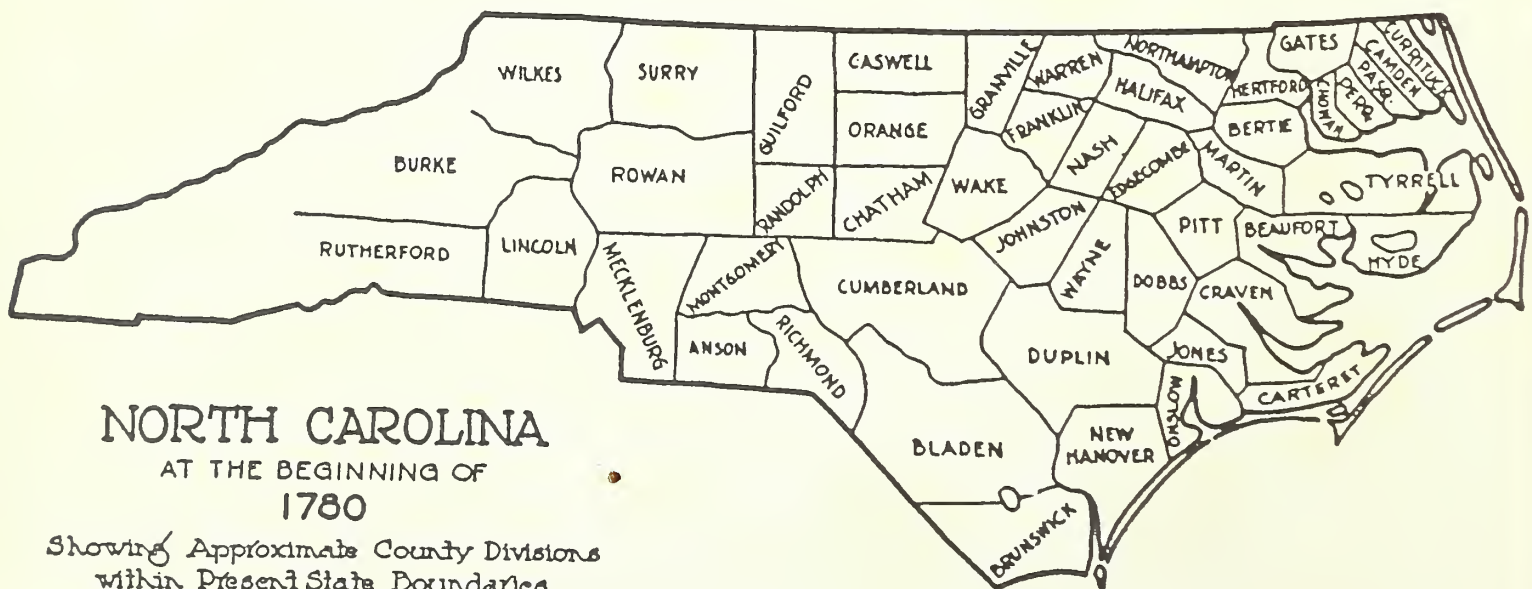 WILKES
SURRY
GUILFORD
CASWELL
GRANVILLE
WARREN
NORTHAMPTON
GATES
CURRITUCK
CAMDEN
PASQ.
PERQ.
CHOWAN
HERTFORD
HALIFAX
FRANKLIN
ORANGE
BERTIE
BURKE
ROWAN
RANDOLPH
CHATHAM
WAKE
NASH
EDGECOMBE
MARTIN
TYRRELL
RUTHERFORD
LINCOLN
MECKLENBURG
MONTGOMERY
CUMBERLAND
JOHNSTON
WAYNE
DOBBS
PITT
BEAUFORT
HYDE
CRAVEN
ANSON
RICHMOND
DUPLIN
JONES
CARTERET
ONSLOW
BLADEN
NEW
HANOVER
BRUNSWICK
NORTH CAROLINA
AT THE BEGINNING OF
1780
Showing Approximate County Divisions
within Present State Boundaries